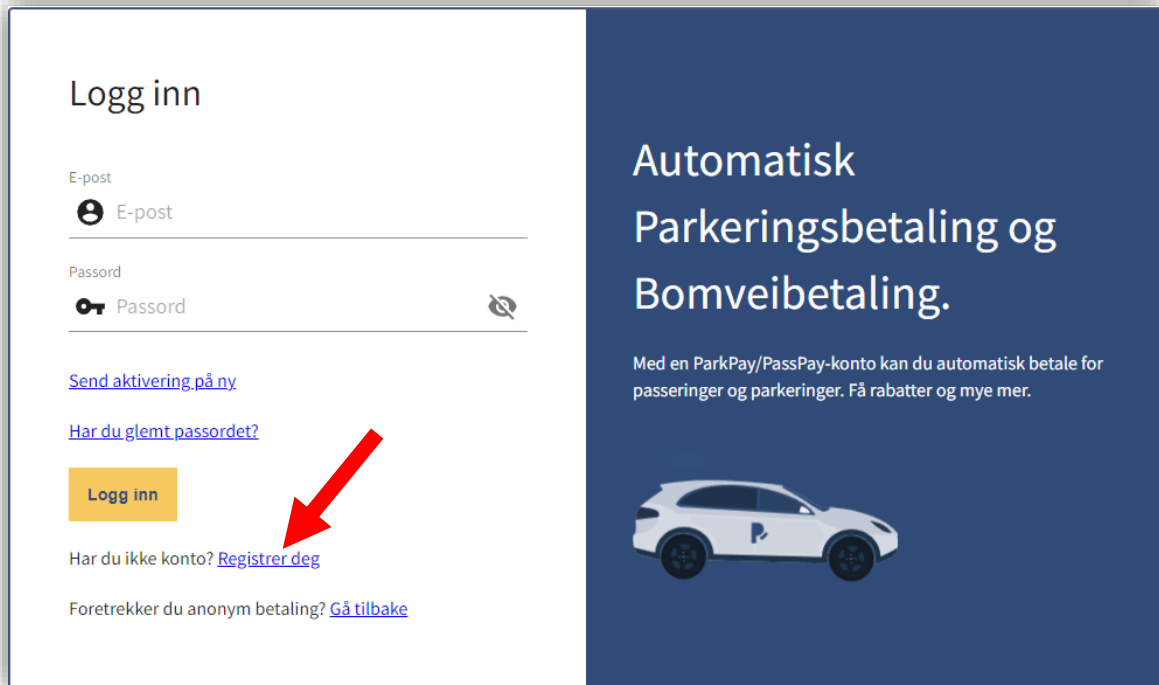 Logg inn
E-post
E-post
Passord
Passord
Send aktivering på ny
Har du glemt passordet?
Logg inn
Har du ikke konto? Registrer deg
Foretrekker du anonym betaling? Gå tilbake
Automatisk
Parkeringsbetaling og
Bomveibetaling.
Med en ParkPay/PassPay-konto kan du automatisk betale for
passeringer og parkeringer. Få rabatter og mye mer.
P